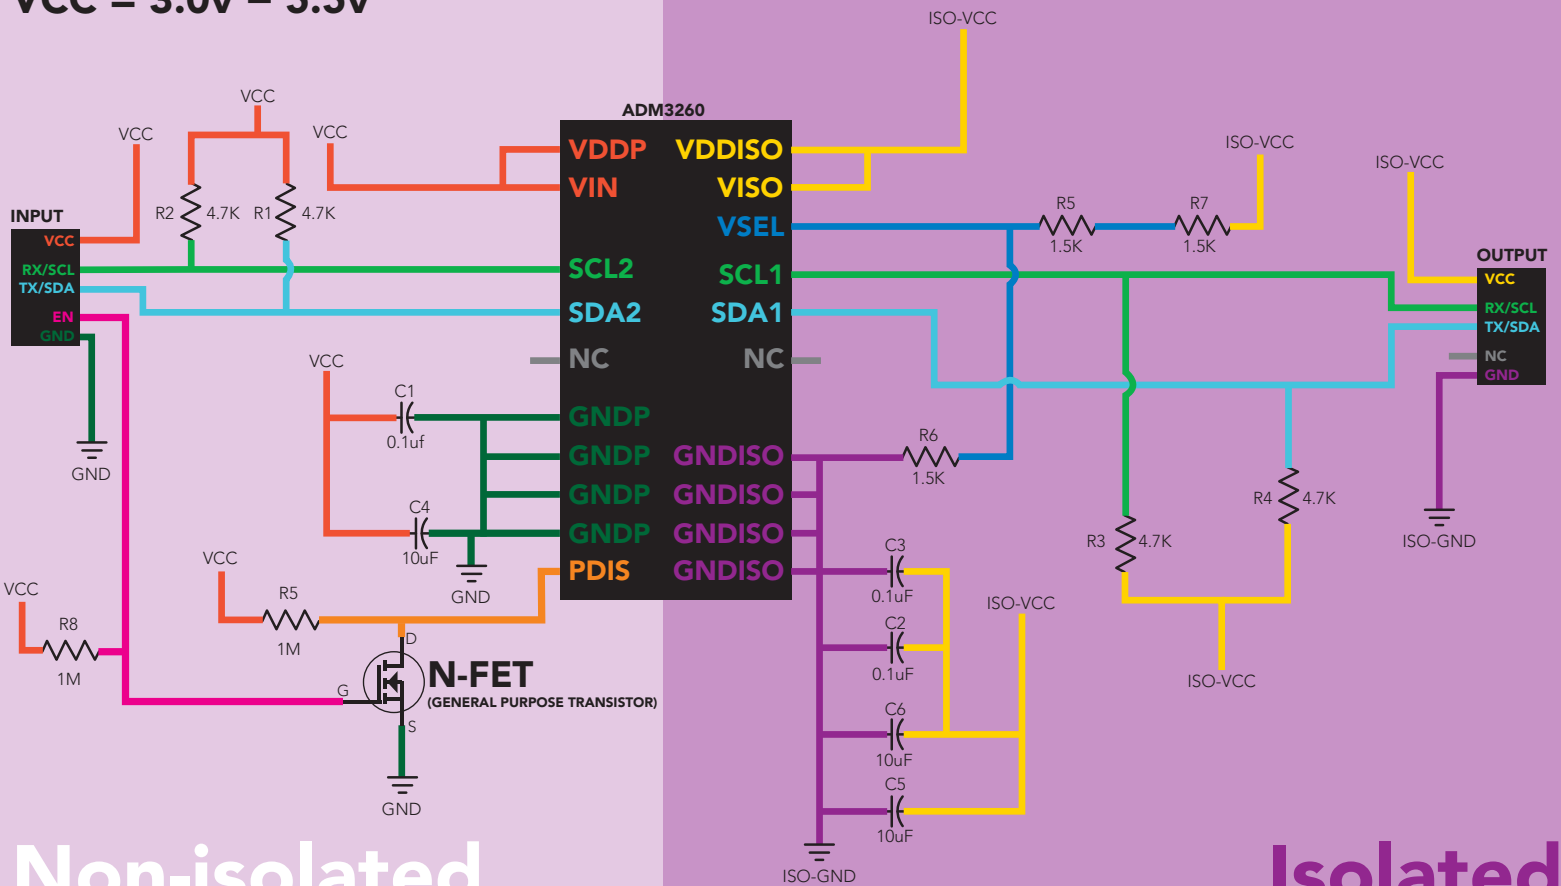 VCC = 3.0v – 5.5v
ISO-VCC
VCC
VCC
VCC
ADM3260
ISO-VCC
ISO-VCC
INPUT
VCC
RX/SCL
TX/SDA
EN
GND
R2
4.7K
R1
4.7K
VDDP
VIN
SCL2
SDA2
NC
GNDP
GNDP
GNDP
GNDP
PDIS
VDDISO
VISO
VSEL
SCL1
SDA1
NC
GNDISO
GNDISO
GNDISO
GNDISO
R5
1.5K
R7
1.5K
OUTPUT
VCC
RX/SCL
TX/SDA
NC
GND
GND
VCC
C1
0.1uf
C4
10uF
GND
R6
1.5K
R4
4.7K
R3
4.7K
ISO-GND
ISO-VCC
VCC
R8
1M
VCC
R5
1M
D
G
S
N-FET
(GENERAL PURPOSE TRANSISTOR)
GND
C3
0.1uF
C2
0.1uF
C6
10uF
C5
10uF
ISO-VCC
ISO-GND
Non-isolated
Isolated